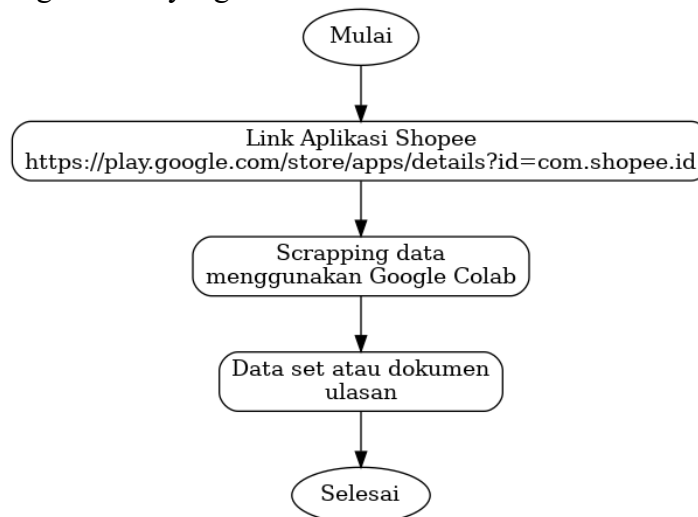 Mulai
Link Aplikasi Shopee
https://play.google.com/store/apps/details?id=com.shopee.id
Scrapping data
menggunakan Google Colab
Data set atau dokumen
ulasan
Selesai